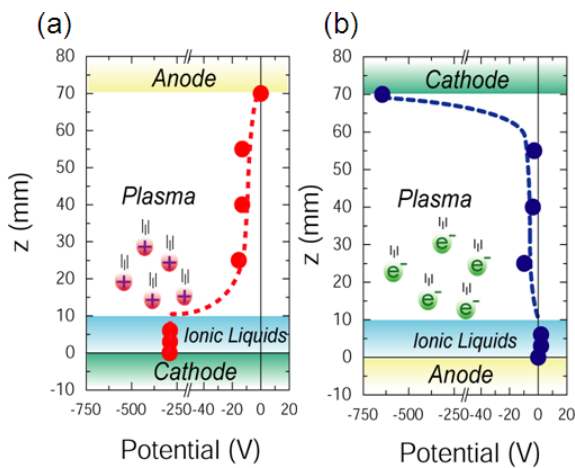 (a)
(b)
80
70
60
50
40
30
20
10
0
-10
z (mm)
Anode
Plasma
+
+
+
+
+
Ionic Liquids
Cathode
-750 -500 -250 -40 0 20
Potential (V)
80
70
60
50
40
30
20
10
0
-10
z (mm)
Cathode
Plasma
e-
e-
e-
e-
e-
Ionic Liquids
Anode
-750 -500 -250 -40 -20 0 20
Potential (V)